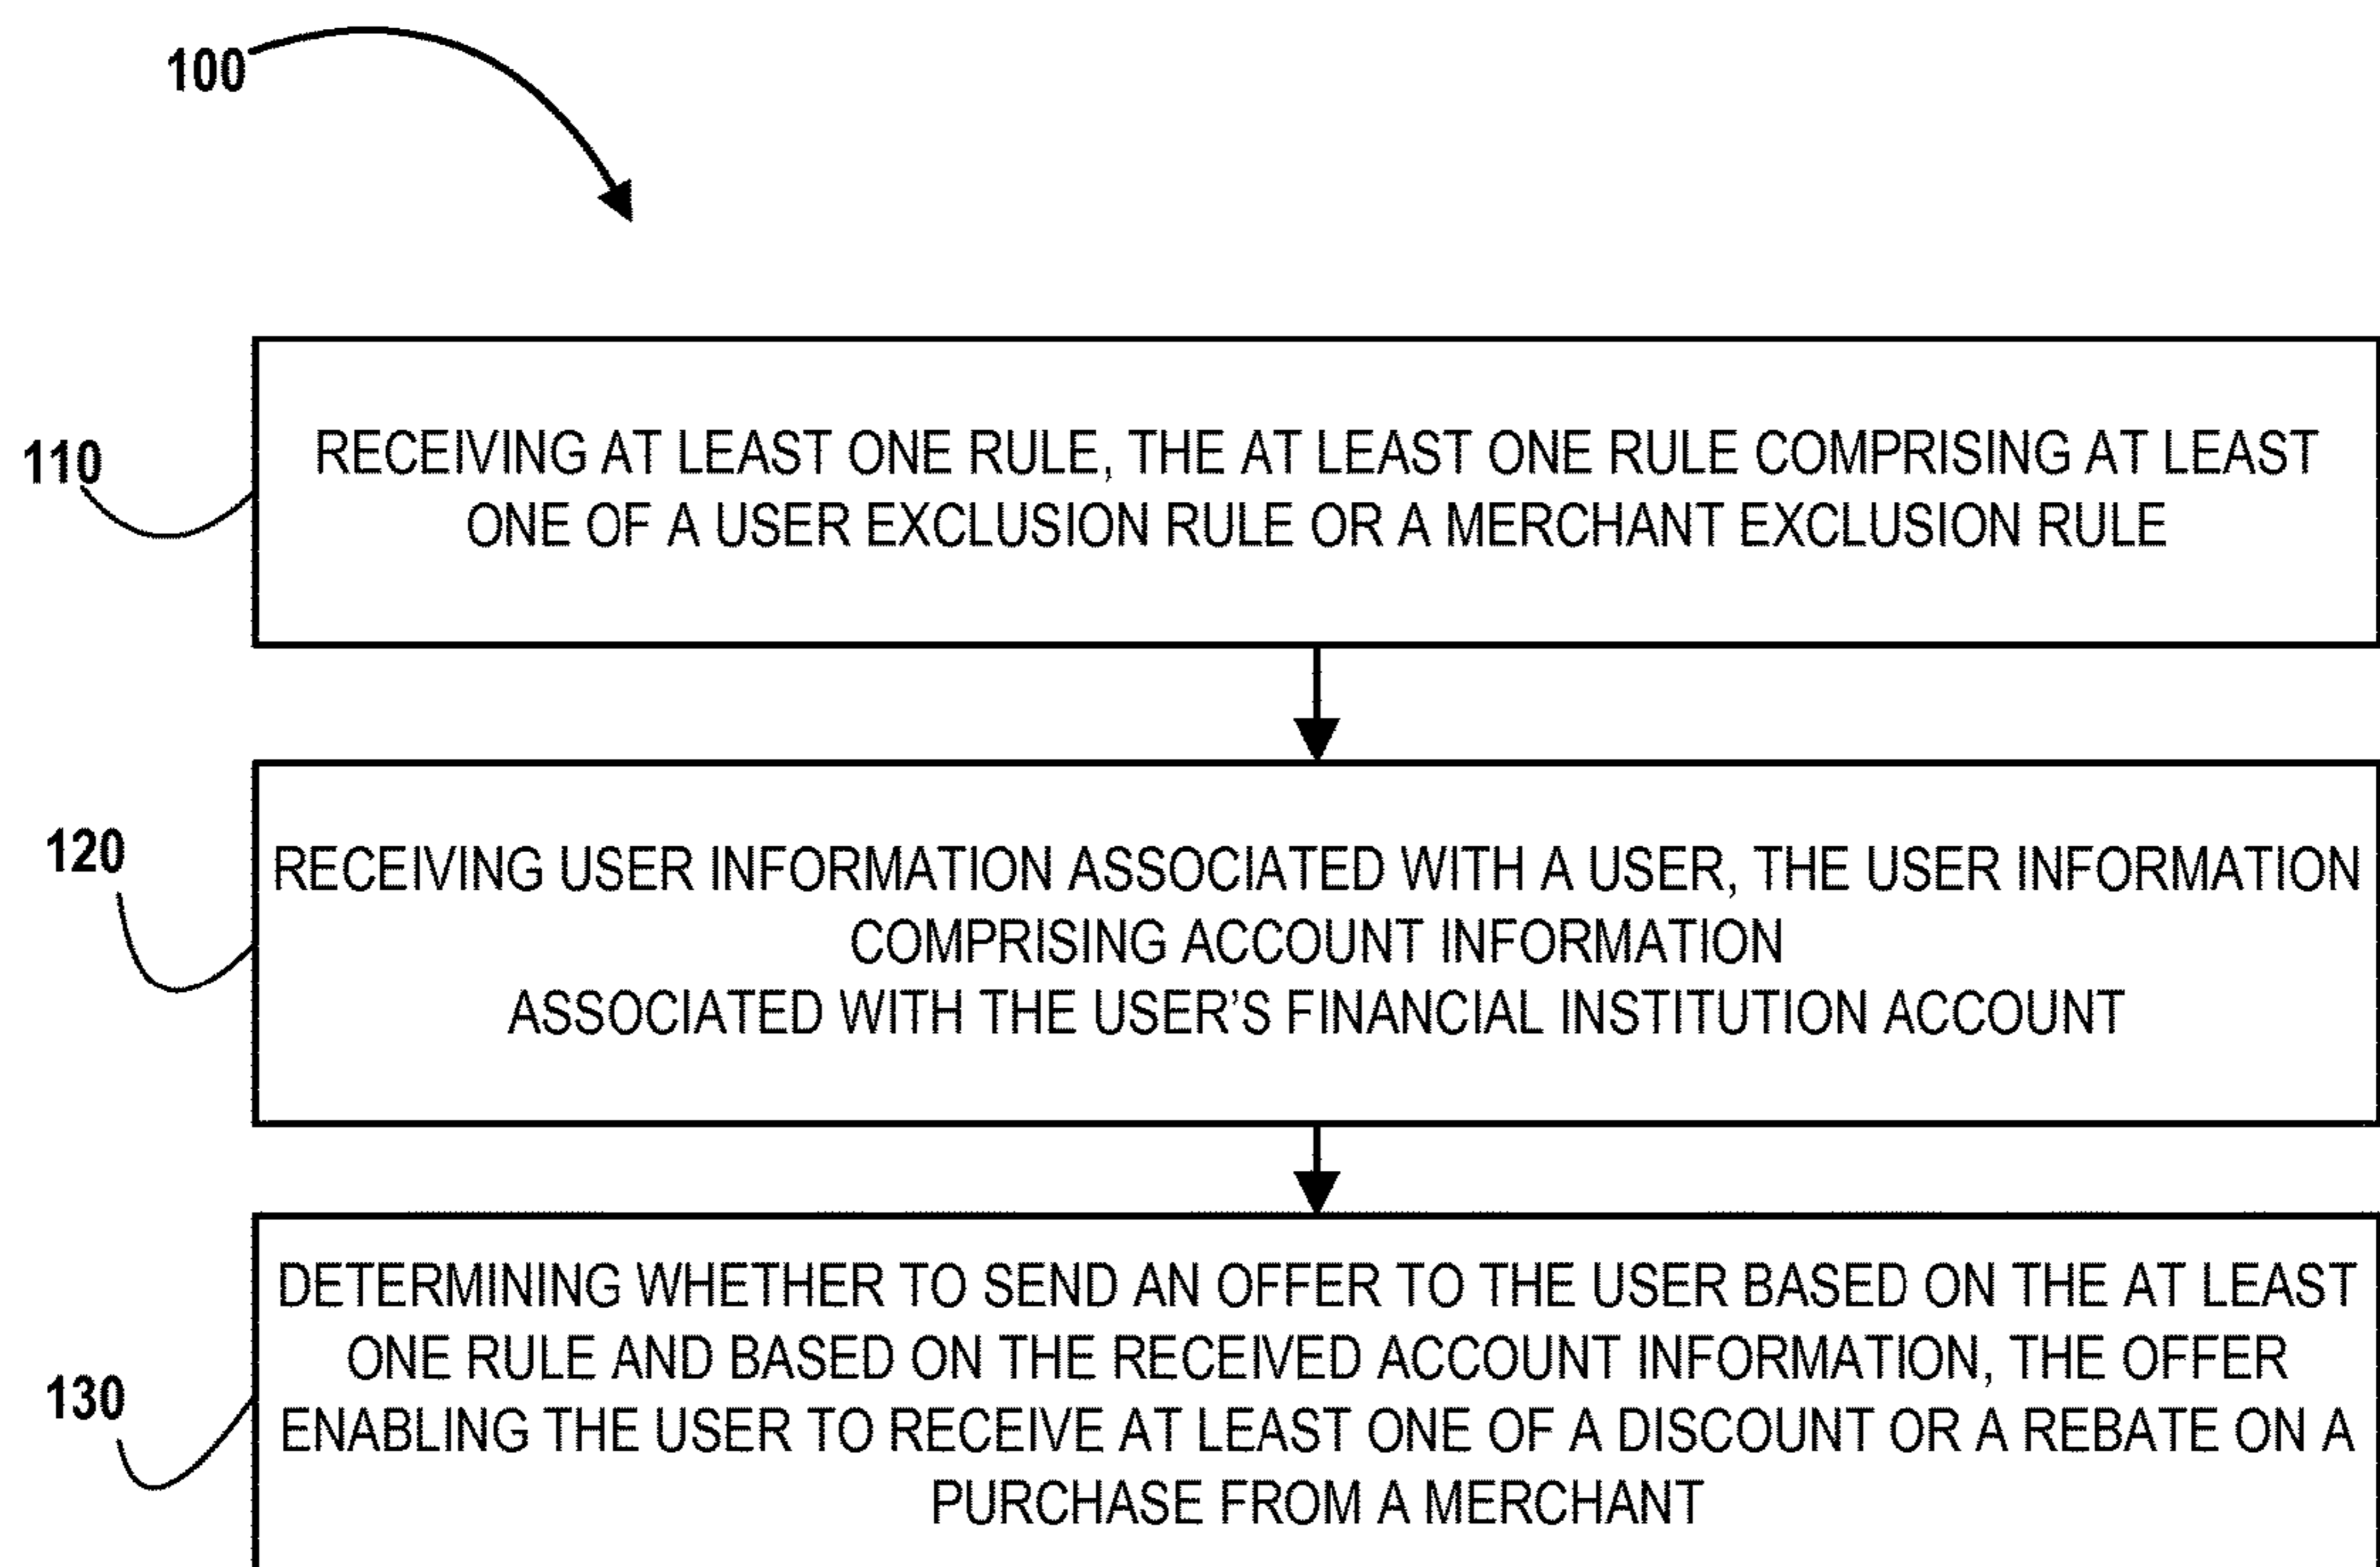 100
110
RECEIVING AT LEAST ONE RULE, THE AT LEAST ONE RULE COMPRISING AT LEAST
ONE OF A USER EXCLUSION RULE OR A MERCHANT EXCLUSION RULE
120
RECEIVING USER INFORMATION ASSOCIATED WITH A USER, THE USER INFORMATION
COMPRISING ACCOUNT INFORMATION
ASSOCIATED WITH THE USER'S FINANCIAL INSTITUTION ACCOUNT
130
DETERMINING WHETHER TO SEND AN OFFER TO THE USER BASED ON THE AT LEAST
ONE RULE AND BASED ON THE RECEIVED ACCOUNT INFORMATION, THE OFFER
ENABLING THE USER TO RECEIVE AT LEAST ONE OF A DISCOUNT OR A REBATE ON A
PURCHASE FROM A MERCHANT